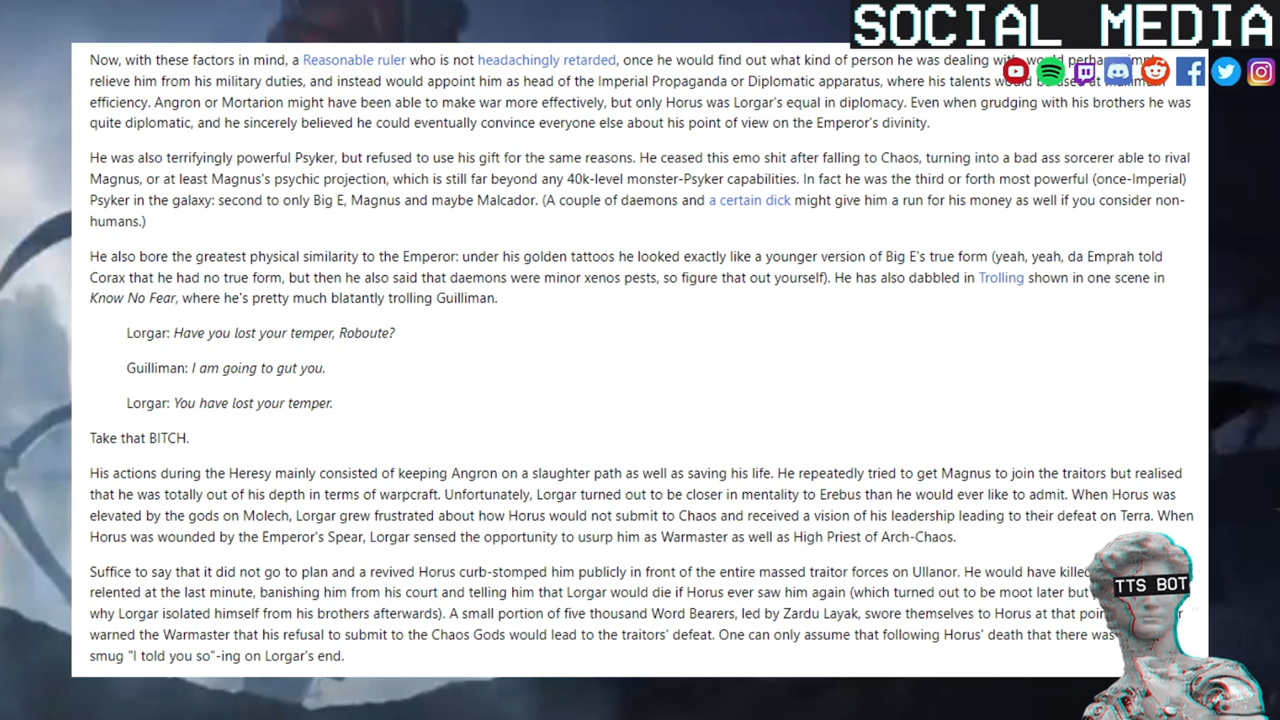 SOCIAL MEDIA
Now, with these factors in mind, a Reasonable ruler who is not headachingly retarded, once he would find out what kind of person he was dealing with, would perhaps
relieve him from his military duties, and instead would appoint him as head of the Imperial Propaganda or Diplomatic apparatus, where his talents would be used at maximum
efficiency. Angron or Mortarion might have been able to make war more effectively, but only Horus was Lorgar's equal in diplomacy. Even when grudging with his brothers he was
quite diplomatic, and he sincerely believed he could eventually convince everyone else about his point of view on the Emperor's divinity.
He was also terrifyingly powerful Psyker, but refused to use his gift for the same reasons. He ceased this emo shit after falling to Chaos, turning into a bad ass sorcerer able to rival
Magnus, or at least Magnus's psychic projection, which is still far beyond any 40k-level monster-Psyker capabilities. In fact he was the third or forth most powerful (once-Imperial)
Psyker in the galaxy: second to only Big E, Magnus and maybe Malcador. (A couple of daemons and a certain dick might give him a run for his money as well if you consider non-
humans.)
He also bore the greatest physical similarity to the Emperor: under his golden tattoos he looked exactly like a younger version of Big E's true form (yeah, yeah, da Emprah told
Corax that he had no true form, but then he also said that daemons were minor xenos pests, so figure that out yourself). He has also dabbled in Trolling shown in one scene in
Know No Fear, where he's pretty much blatantly trolling Guilliman.
Lorgar: Have you lost your temper, Roboute?
Guilliman: I am going to gut you.
Lorgar: You have lost your temper.
Take that BITCH.
His actions during the Heresy mainly consisted of keeping Angron on a slaughter path as well as saving his life. He repeatedly tried to get Magnus to join the traitors but realised
that he was totally out of his depth in terms of warpcraft. Unfortunately, Lorgar turned out to be closer in mentality to Erebus than he would ever like to admit. When Horus was
elevated by the gods on Molech, Lorgar grew frustrated about how Horus would not submit to Chaos and received a vision of his leadership leading to their defeat on Terra. When
Horus was wounded by the Emperor's Spear, Lorgar sensed the opportunity to usurp him as Warmaster as well as High Priest of Arch-Chaos.
Suffice to say that it did not go to plan and a revived Horus curb-stomped him publicly in front of the entire massed traitor forces on Ullanor. He would have killed
relented at the last minute, banishing him from his court and telling him that Lorgar would die if Horus ever saw him again (which turned out to be moot later but
why Lorgar isolated himself from his brothers afterwards). A small portion of five thousand Word Bearers, led by Zardu Layak, swore themselves to Horus at that
warned the Warmaster that his refusal to submit to the Chaos Gods would lead to the traitors' defeat. One can only assume that following Horus' death that there was
smug "I told you so"-ing on Lorgar's end.
TTS BOT